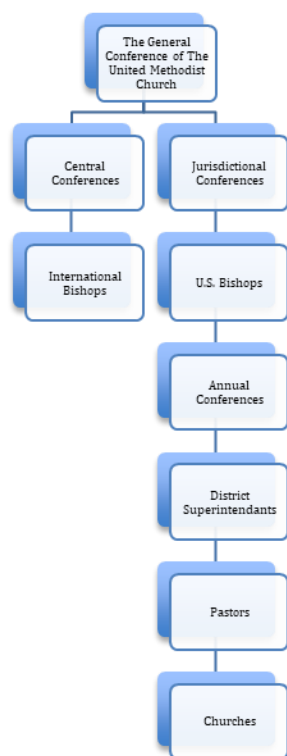 The General
Conference of The
United Methodist
Church
Central
Conferences
Jurisdictional
Conferences
International
Bishops
U.S. Bishops
Annual
Conferences
District
Superintendants
Pastors
Churches